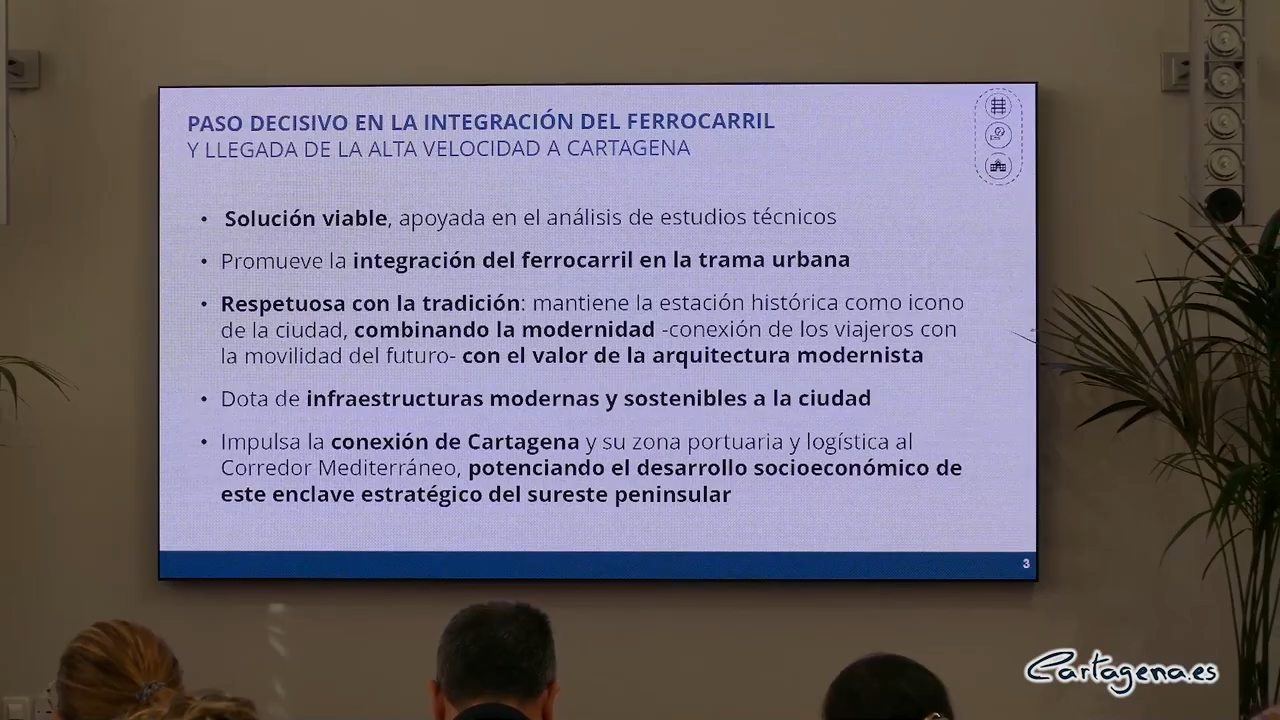 PASO DECISIVO EN LA INTEGRACIÓN DEL FERROCARRIL
Y LLEGADA DE LA ALTA VELOCIDAD A CARTAGENA
• Solución viable, apoyada en el análisis de estudios técnicos
• Promueve la integración del ferrocarril en la trama urbana
• Respetuosa con la tradición: mantiene la estación histórica como icono
de la ciudad, combinando la modernidad -conexión de los viajeros con
la movilidad del futuro- con el valor de la arquitectura modernista
• Dota de infraestructuras modernas y sostenibles a la ciudad
• Impulsa la conexión de Cartagena y su zona portuaria y logística al
Corredor Mediterráneo, potenciando el desarrollo socioeconómico de
este enclave estratégico del sureste peninsular
3
Cartagena.es